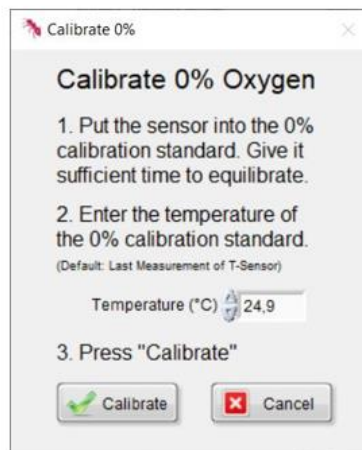 Calibrate 0%
Calibrate 0% Oxygen
1. Put the sensor into the 0%
calibration standard. Give it
sufficient time to equilibrate.
2. Enter the temperature of
the 0% calibration standard.
(Default: Last Measurement of T-Sensor)
Temperature (°C) 24,9
3. Press "Calibrate"
Calibrate Cancel